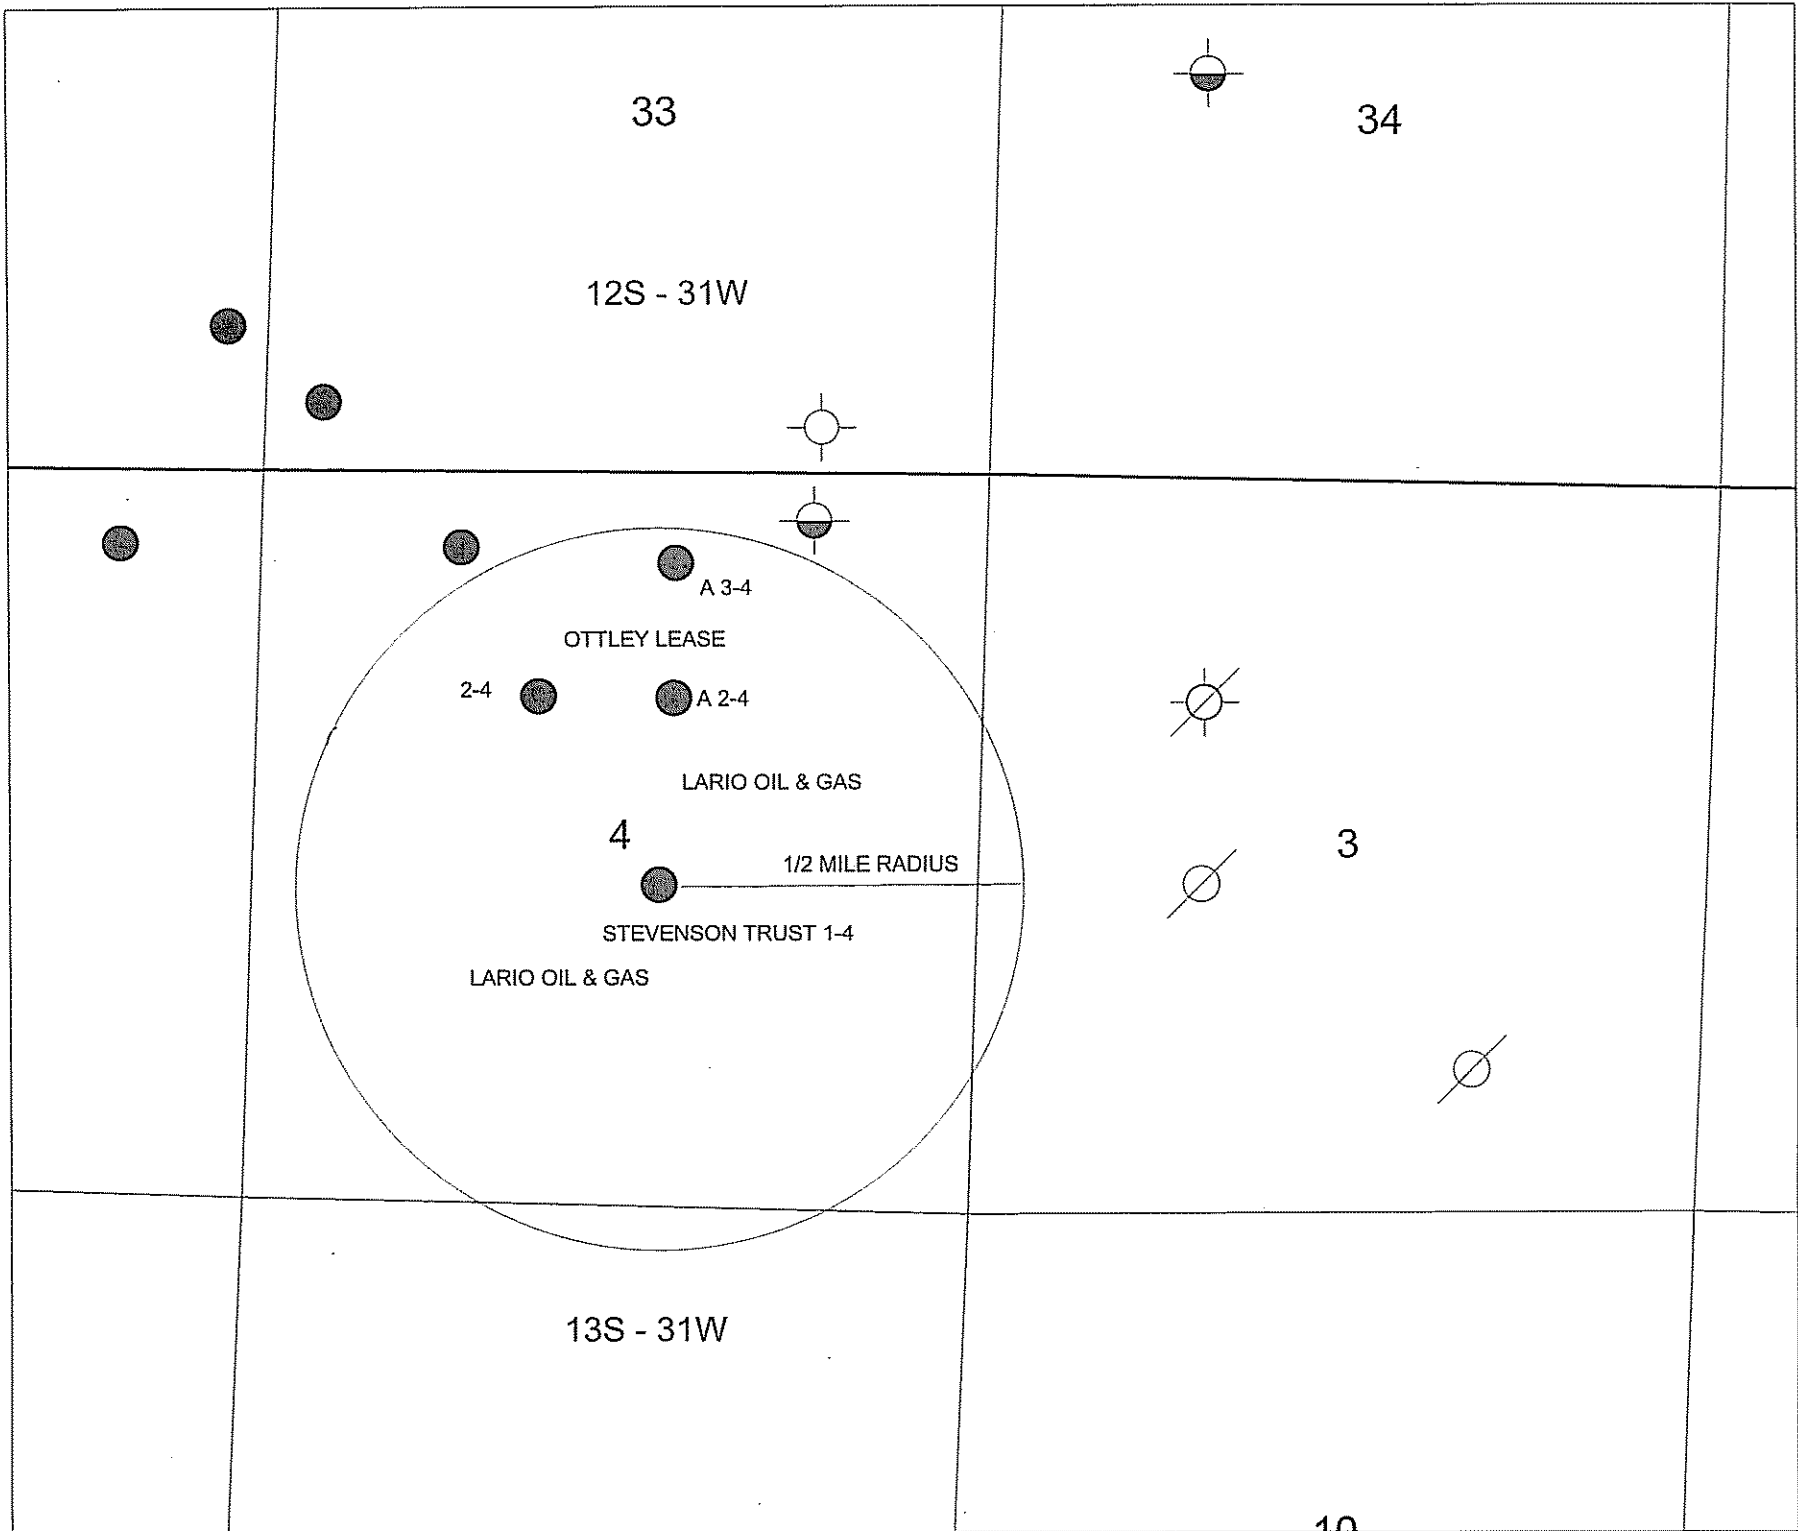 33
34
12S - 31W
A 3-4
OTTLEY LEASE
2-4
A 2-4
LARIO OIL & GAS
4
3
1/2 MILE RADIUS
STEVENSON TRUST 1-4
LARIO OIL & GAS
13S - 31W
10